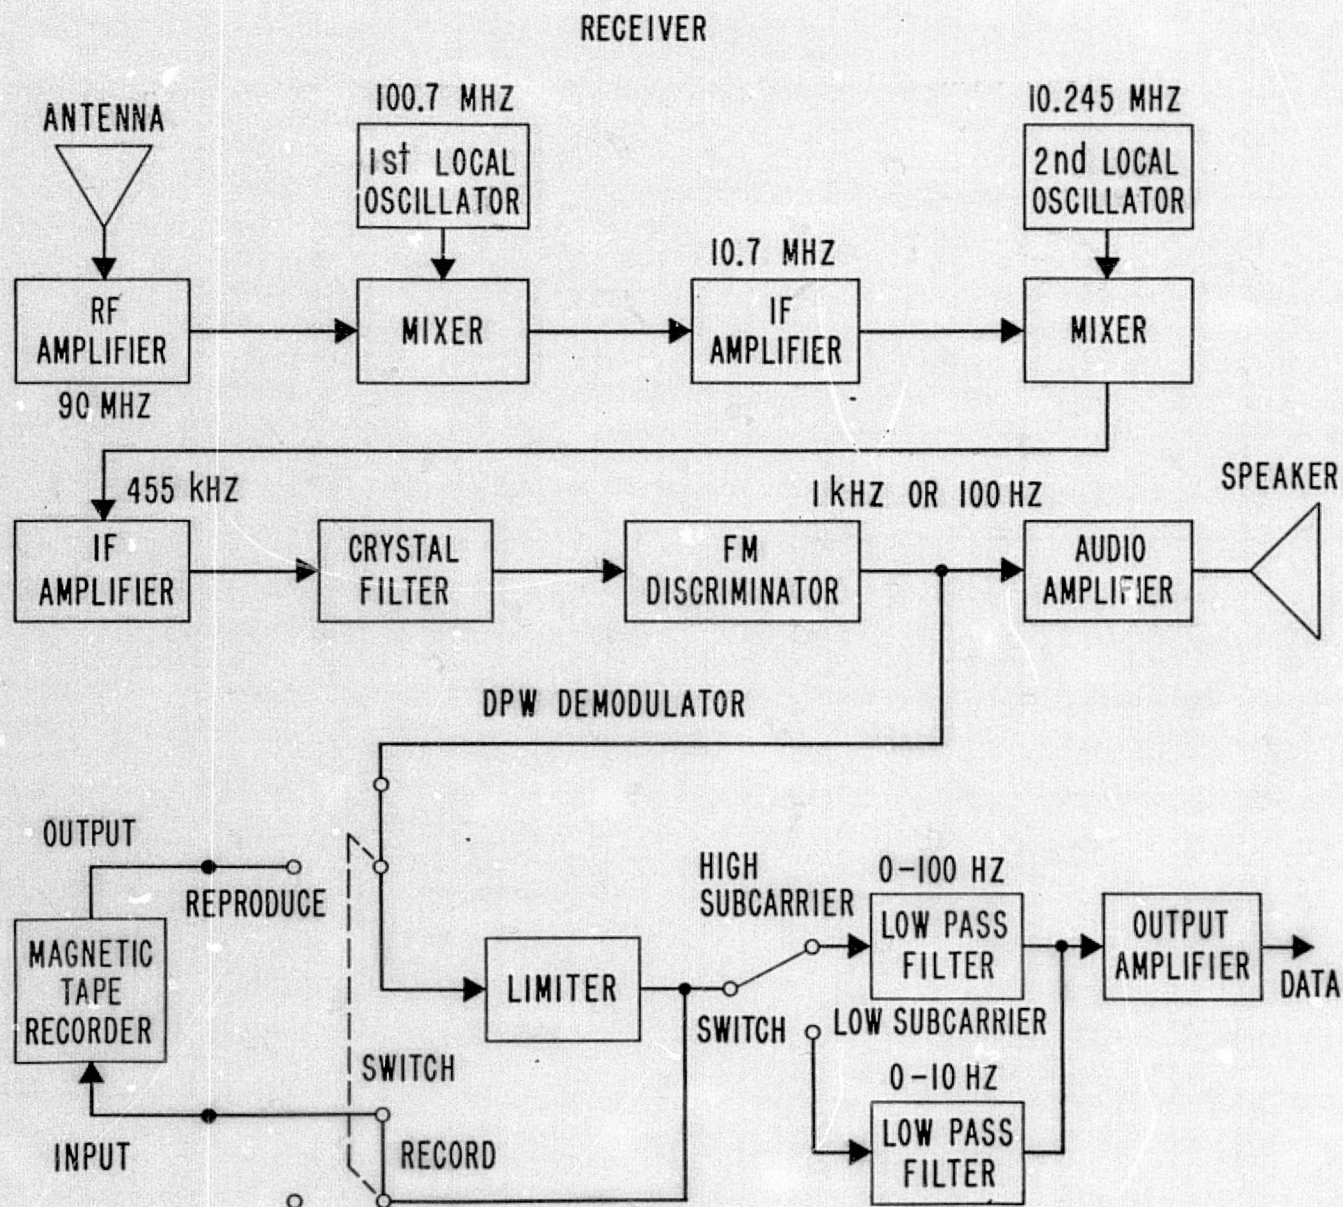 RECEIVER
ANTENNA
100.7 MHZ
1st LOCAL
OSCILLATOR
10.245 MHZ
2nd LOCAL
OSCILLATOR
RF
AMPLIFIER
90 MHZ
MIXER
10.7 MHZ
IF
AMPLIFIER
MIXER
455 kHZ
IF
AMPLIFIER
CRYSTAL
FILTER
FM
DISCRIMINATOR
1 kHZ OR 100 HZ
AUDIO
AMPLIFIER
SPEAKER
DPW DEMODULATOR
OUTPUT
REPRODUCE
MAGNETIC
TAPE
RECORDER
INPUT
SWITCH
RECORD
LIMITER
HIGH
SUBCARRIER
SWITCH
LOW SUBCARRIER
0-100 HZ
LOW PASS
FILTER
0-10 HZ
LOW PASS
FILTER
OUTPUT
AMPLIFIER
DATA